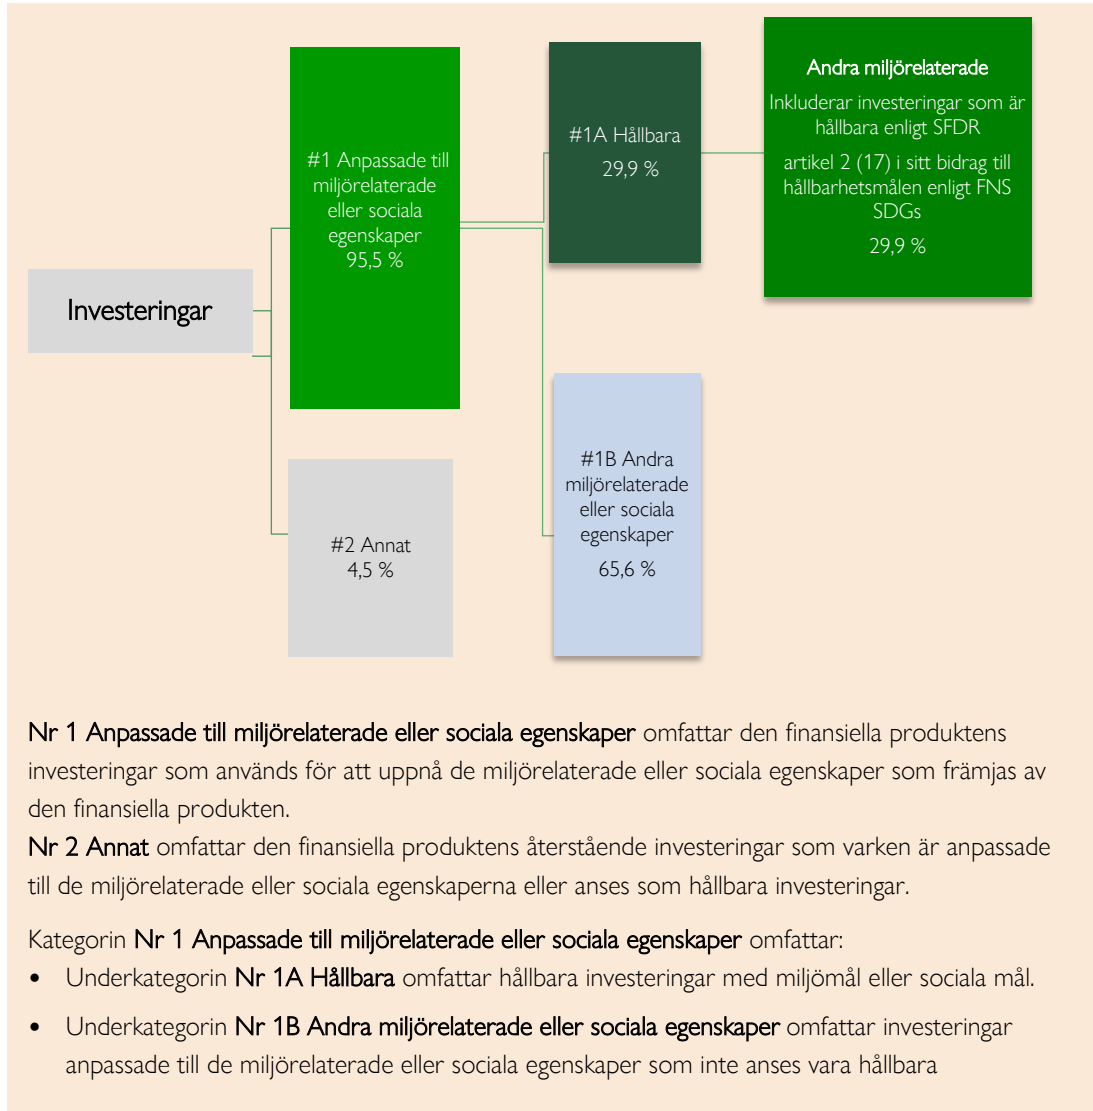 Investeringar
#1 Anpassade till
miljörelaterade
eller sociala
egenskaper
95,5 %
#2 Annat
4,5 %
#1A Hållbara
29,9 %
#1B Andra
miljörelaterade
eller sociala
egenskaper
65,6 %
Andra miljörelaterade
Inkluderar investeringar som är
hållbara enligt SFDR
artikel 2 (17) i sitt bidrag till
hållbarhetsmålen enligt FNS
SDGs
29,9 %
Nr 1 Anpassade till miljörelaterade eller sociala egenskaper omfattar den finansiella produktens
investeringar som används för att uppnå de miljörelaterade eller sociala egenskaper som främjas av
den finansiella produkten.
Nr 2 Annat omfattar den finansiella produktens återstående investeringar som varken är anpassade
till de miljörelaterade eller sociala egenskaperna eller anses som hållbara investeringar.
Kategorin Nr 1 Anpassade till miljörelaterade eller sociala egenskaper omfattar:
• Underkategorin Nr 1A Hållbara omfattar hållbara investeringar med miljömål eller sociala mål.
• Underkategorin Nr 1B Andra miljörelaterade eller sociala egenskaper omfattar investeringar
anpassade till de miljörelaterade eller sociala egenskaper som inte anses vara hållbara